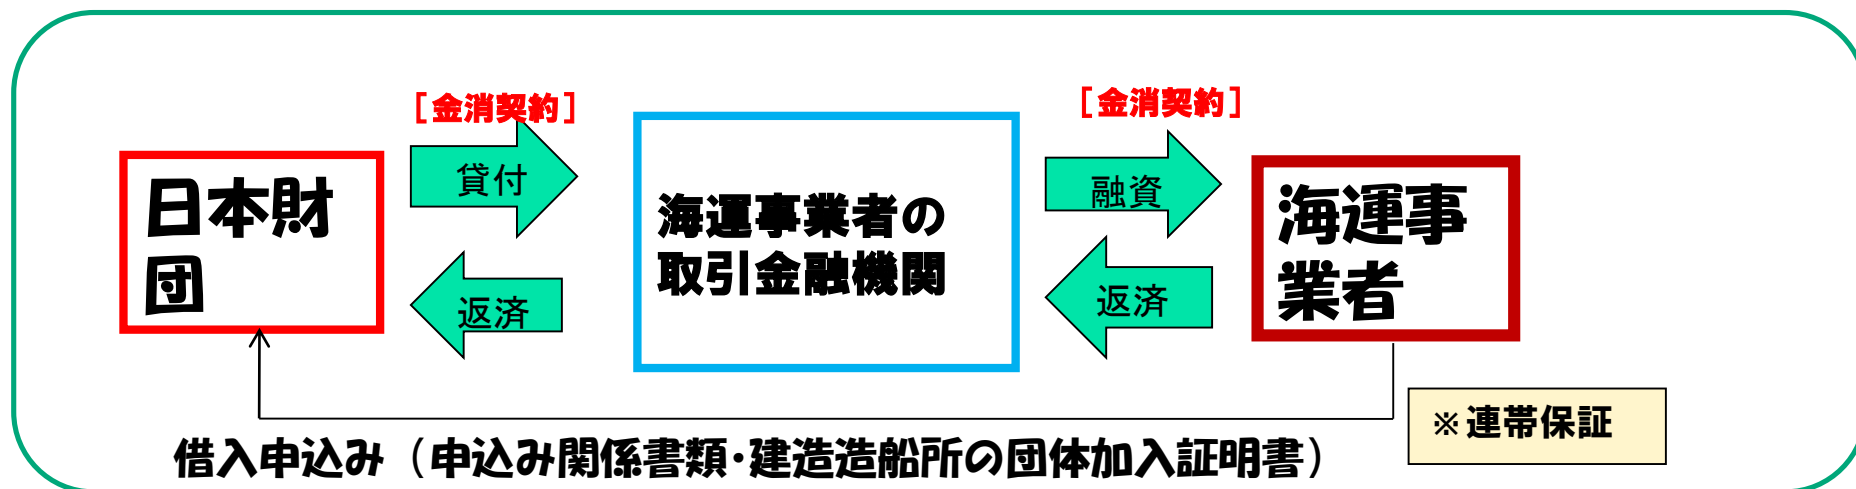 ［金消契約］
［金消契約］
日本財
団
貸付
返済
海運事業者の
取引金融機関
融資
返済
海運事
業者
※連帯保証
借入申込み（申込み関係書類・建造造船所の団体加入証明書）